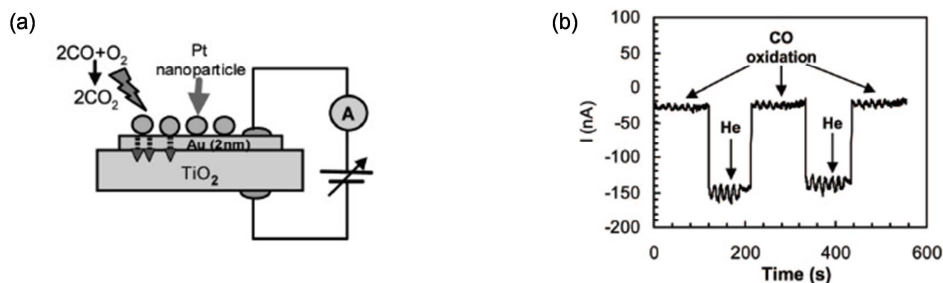 (a)
2CO+O₂
2CO₂
Pt
nanoparticle
A
Au (2nm)
TiO₂
(b)
100
50
0
-50
-100
-150
-200
I (nA)
CO
oxidation
He
He
0
200
400
600
Time (s)